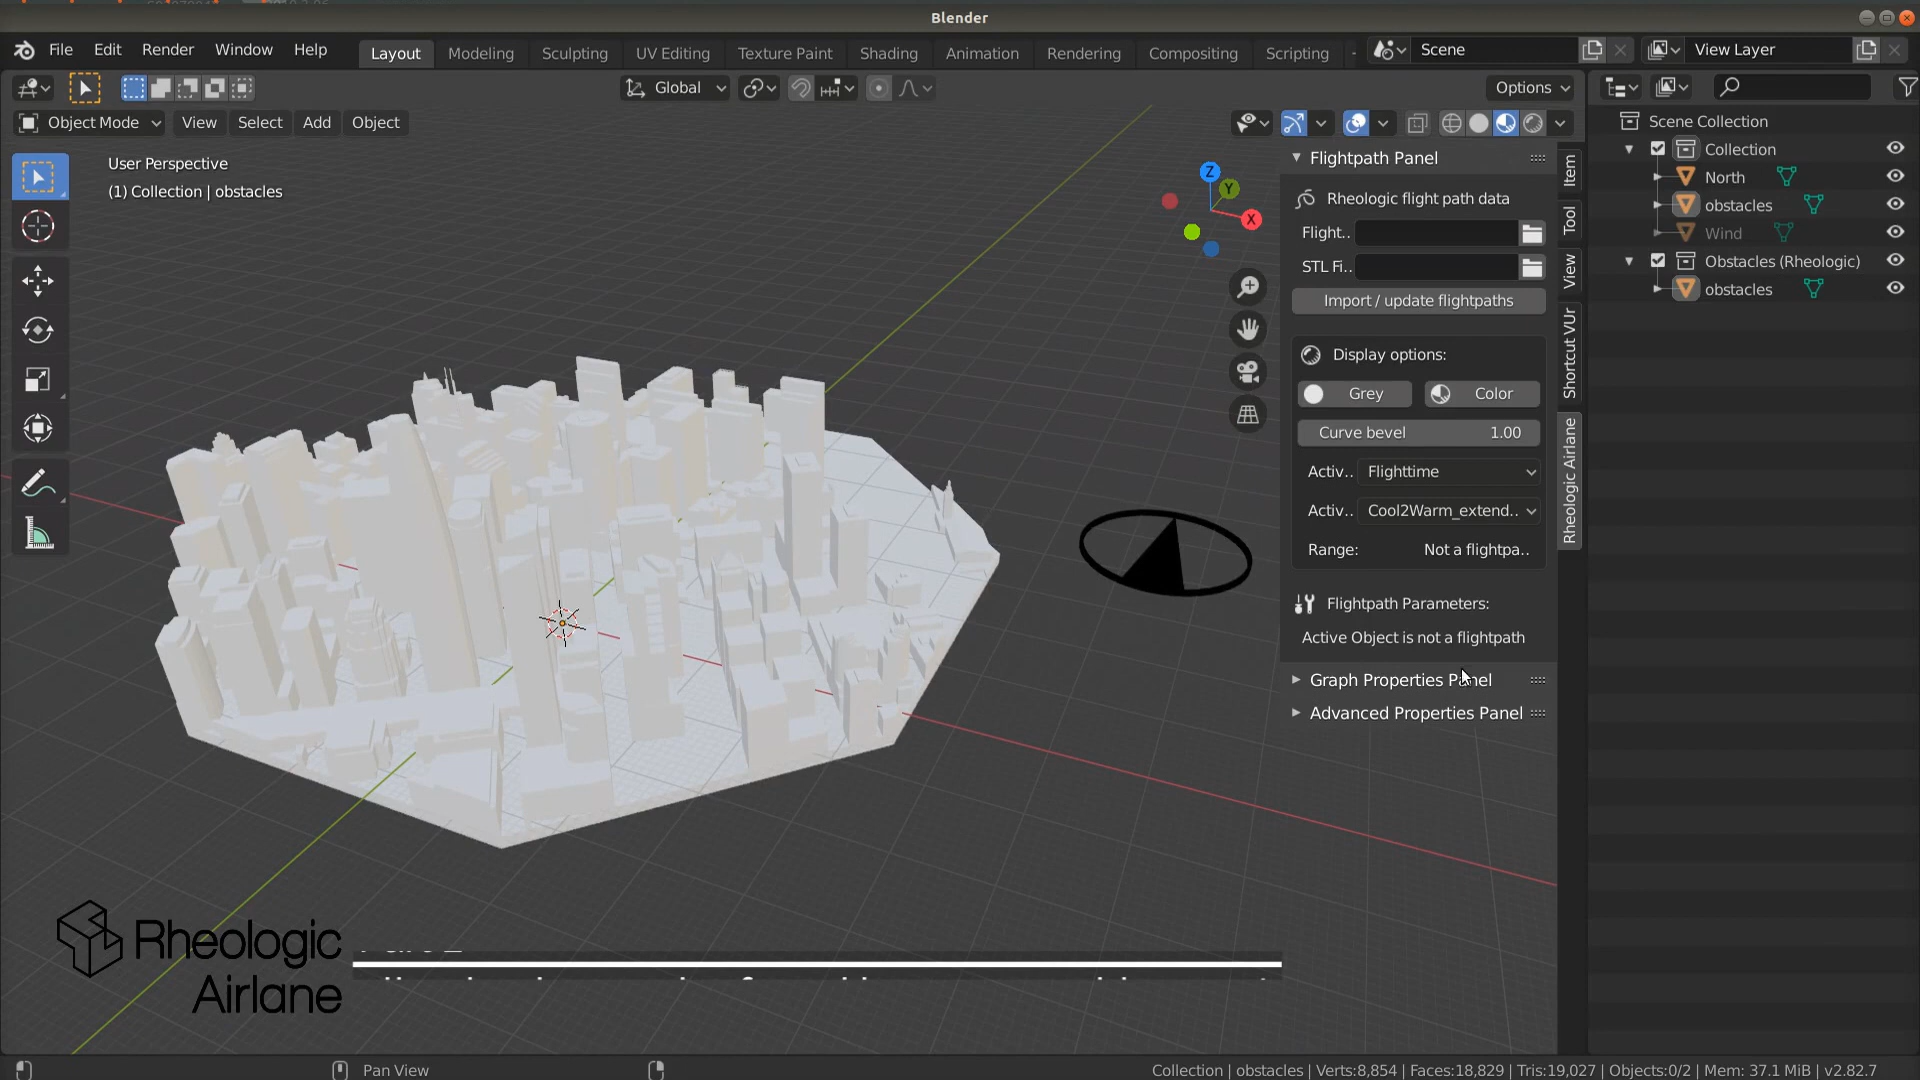 Blender
File Edit Render Window Help Layout Modeling Sculpting UV Editing Texture Paint Shading Animation Rendering Compositing Scripting Scene View Layer
Global Options
Object Mode View Select Add Object
User Perspective
(1) Collection | obstacles
Z
Y
X
Flightpath Panel
Rheologic flight path data
Flight..
STL Fi..
Import / update flightpaths
Display options:
Grey Color
Curve bevel 1.00
Activ.. Flighttime
Activ.. Cool2Warm_extend..
Range: Not a flightpa..
Flightpath Parameters:
Active Object is not a flightpath
Graph Properties Panel
Advanced Properties Panel
Item
Tool
View
Shortcut VUr
Rheologic Airlane
Scene Collection
Collection
North
obstacles
Wind
Obstacles (Rheologic)
obstacles
Rheologic
Airlane
Pan View
Collection | obstacles | Verts:8,854 | Faces:18,829 | Tris:19,027 | Objects:0/2 | Mem: 37.1 MiB | v2.82.7